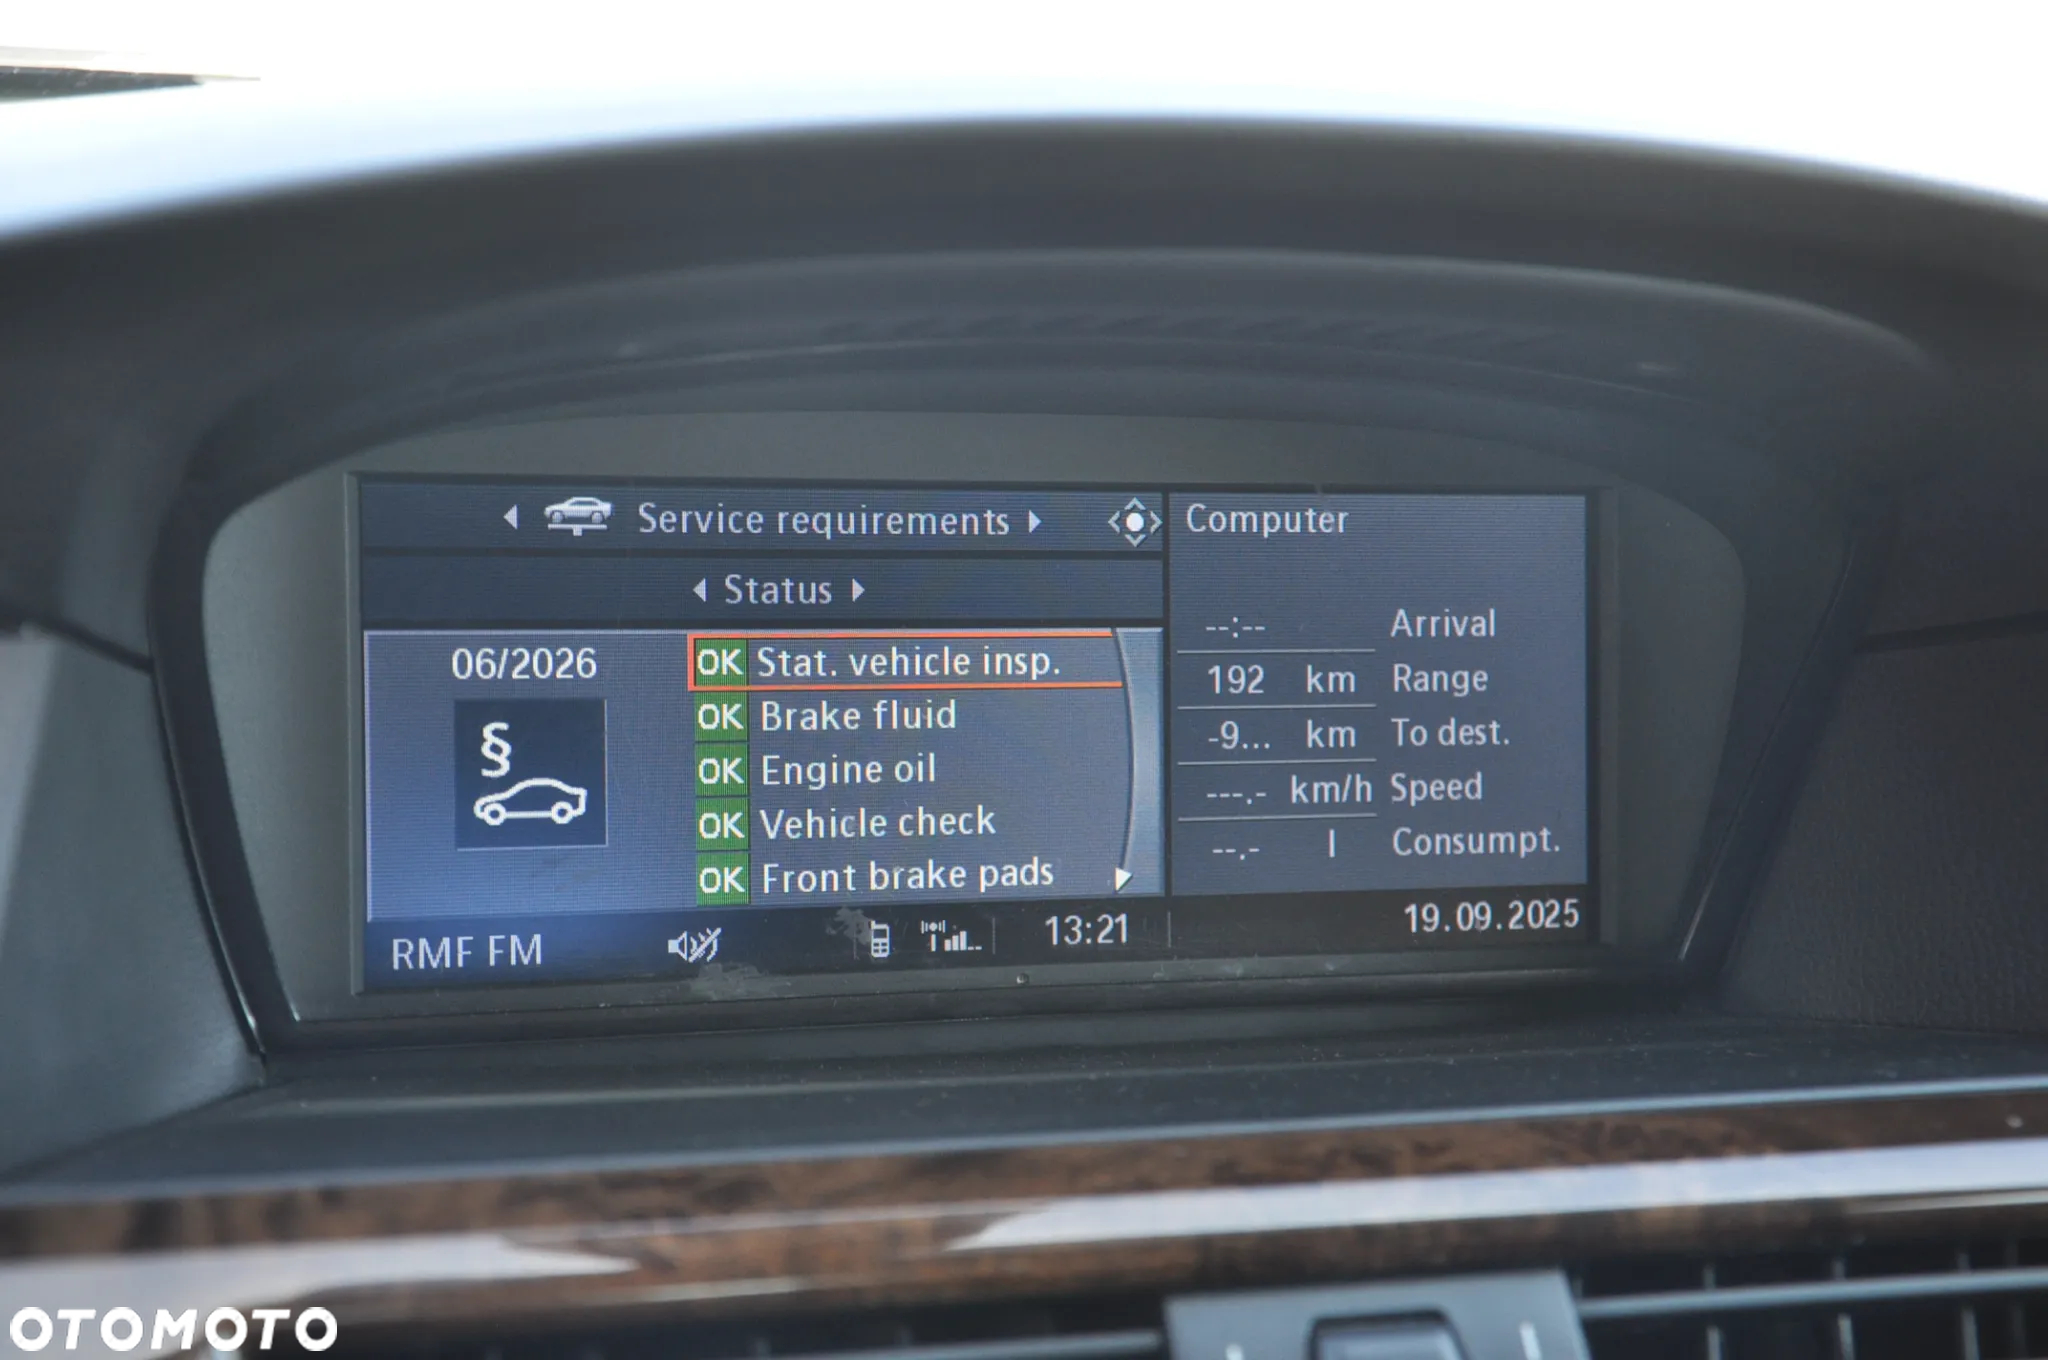 Service requirements
Status
06/2026
§
OK Stat. vehicle insp.
OK Brake fluid
OK Engine oil
OK Vehicle check
OK Front brake pads
Computer
--:-- Arrival
192 km Range
-9... km To dest.
---.- km/h Speed
--.- l Consumpt.
RMF FM
13:21
19.09.2025
OTOMOTO